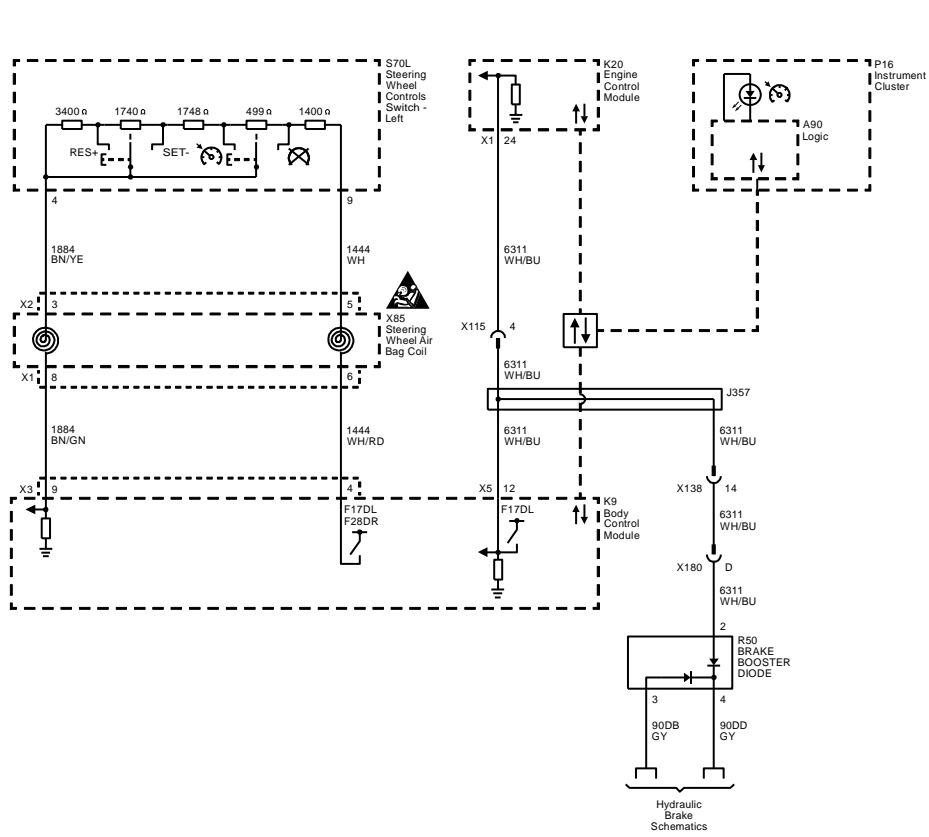 S70L
Steering
Wheel
Controls
Switch -
Left
K20
Engine
Control
Module
P16
Instrument
Cluster
3400 Ω
1740 Ω
1748 Ω
499 Ω
1400 Ω
RES+
SET-
A90
Logic
X1
24
4
9
1884
BN/YE
1444
WH
6311
WH/BU
X2
3
5
X85
Steering
Wheel Air
Bag Coil
X115
4
X1
8
6
6311
WH/BU
J357
1884
BN/GN
1444
WH/RD
6311
WH/BU
6311
WH/BU
X3
9
4
X5
12
X138
14
F17DL
F28DR
F17DL
K9
Body
Control
Module
6311
WH/BU
X180
D
6311
WH/BU
2
R50
BRAKE
BOOSTER
DIODE
3
4
90DB
GY
90DD
GY
Hydraulic
Brake
Schematics